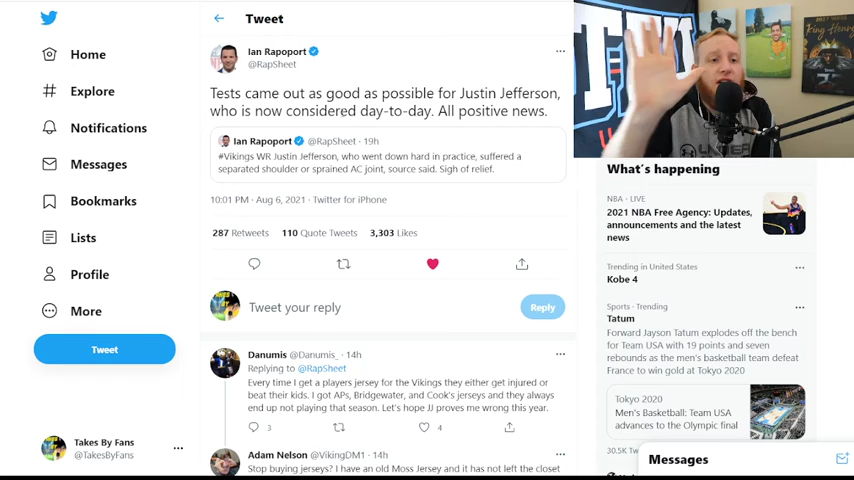 Home
Explore
Notifications
Messages
Bookmarks
Lists
Profile
More
Tweet
Takes By Fans
@TakesByFans
Tweet
Ian Rapoport
@RapSheet
Tests came out as good as possible for Justin Jefferson,
who is now considered day-to-day. All positive news.
Ian Rapoport @RapSheet · 19h
#Vikings WR Justin Jefferson, who went down hard in practice, suffered a
separated shoulder or sprained AC joint, source said. Sigh of relief.
10:01 PM · Aug 6, 2021 · Twitter for iPhone
287 Retweets 110 Quote Tweets 3,303 Likes
Tweet your reply
Reply
Danumis @Danumis_ · 14h
Replying to @RapSheet
Every time I get a players jersey for the Vikings they either get injured or
beat their kids. I got APs, Bridgewater, and Cook's jerseys and they always
end up not playing that season. Let's hope JJ proves me wrong this year.
3
4
Adam Nelson @VikingDM1 · 14h
Stop buying jerseys? I have an old Moss Jersey and it has not left the closet
King Henry
UNDER
What's happening
NBA · LIVE
2021 NBA Free Agency: Updates,
announcements and the latest
news
Trending in United States
Kobe 4
Sports · Trending
Tatum
Forward Jayson Tatum explodes off the bench
for Team USA with 19 points and seven
rebounds as the men's basketball team defeat
France to win gold at Tokyo 2020
Tokyo 2020
Men's Basketball: Team USA
advances to the Olympic final
30.5K
Messages